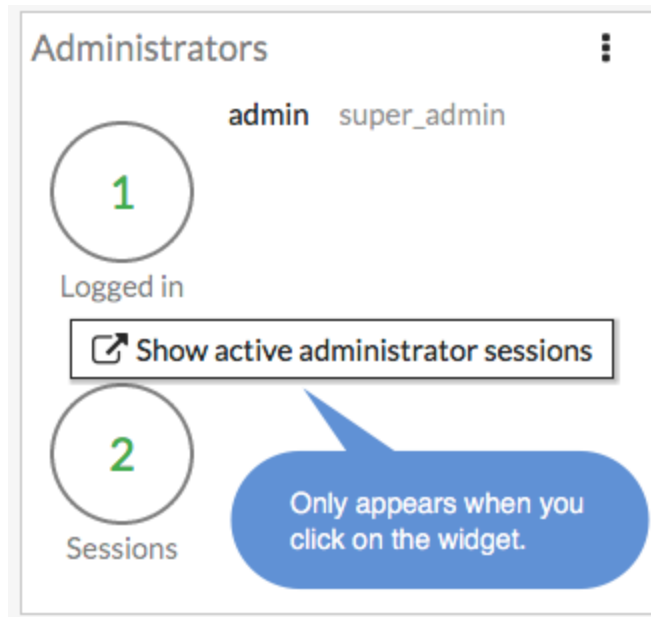 Administrators
admin super_admin
1
Logged in
Show active administrator sessions
2
Sessions
Only appears when you
click on the widget.